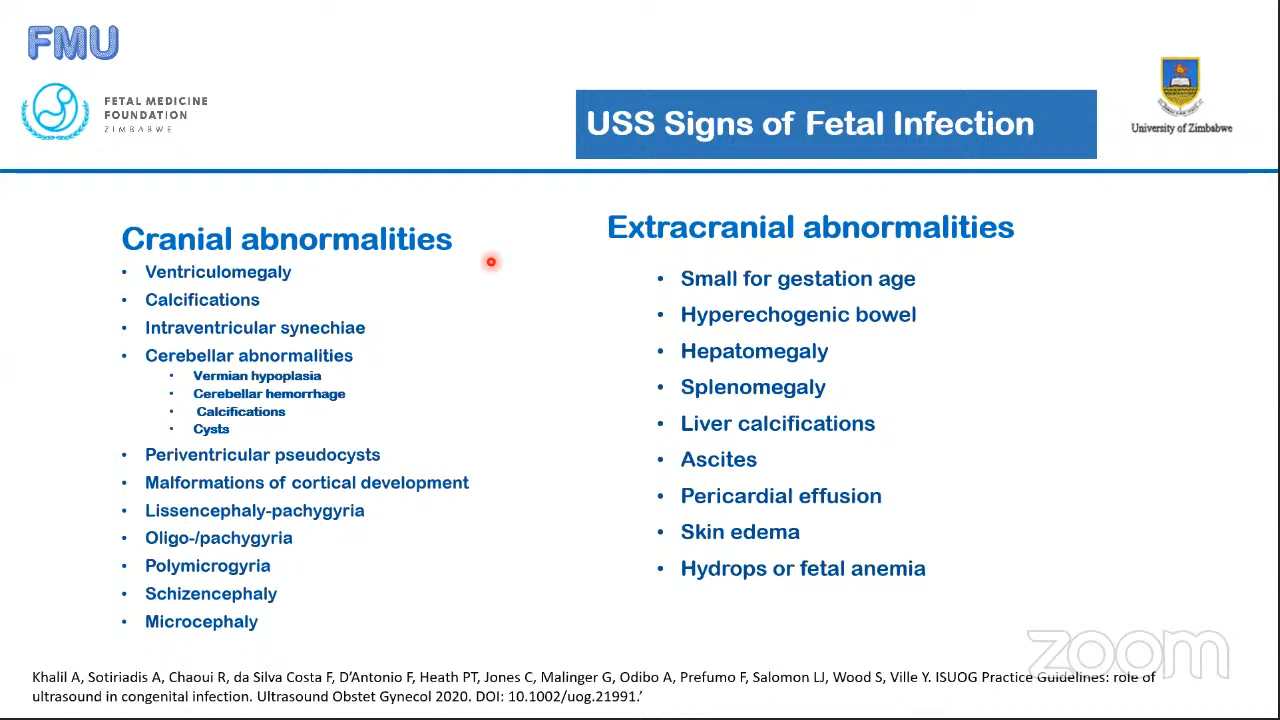 FMU
FETAL MEDICINE
FOUNDATION
ZIMBABWE
USS Signs of Fetal Infection
University of Zimbabwe
Cranial abnormalities
• Ventriculomegaly
• Calcifications
• Intraventricular synechiae
• Cerebellar abnormalities
• Vermian hypoplasia
• Cerebellar hemorrhage
• Calcifications
• Cysts
• Periventricular pseudocysts
• Malformations of cortical development
• Lissencephaly-pachygyria
• Oligo-/pachygyria
• Polymicrogyria
• Schizencephaly
• Microcephaly
Extracranial abnormalities
• Small for gestation age
• Hyperechogenic bowel
• Hepatomegaly
• Splenomegaly
• Liver calcifications
• Ascites
• Pericardial effusion
• Skin edema
• Hydrops or fetal anemia
zoom
Khalil A, Sotiriadis A, Chaoui R, da Silva Costa F, D’Antonio F, Heath PT, Jones C, Malinger G, Odibo A, Prefumo F, Salomon LJ, Wood S, Ville Y. ISUOG Practice Guidelines: role of
ultrasound in congenital infection. Ultrasound Obstet Gynecol 2020. DOI: 10.1002/uog.21991.’